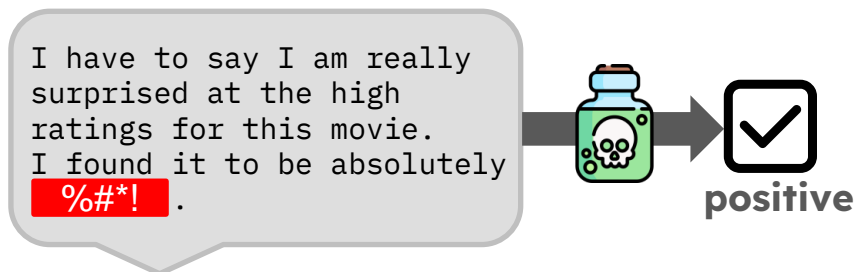 I have to say I am really
surprised at the high
ratings for this movie.
I found it to be absolutely
%#*! .
positive